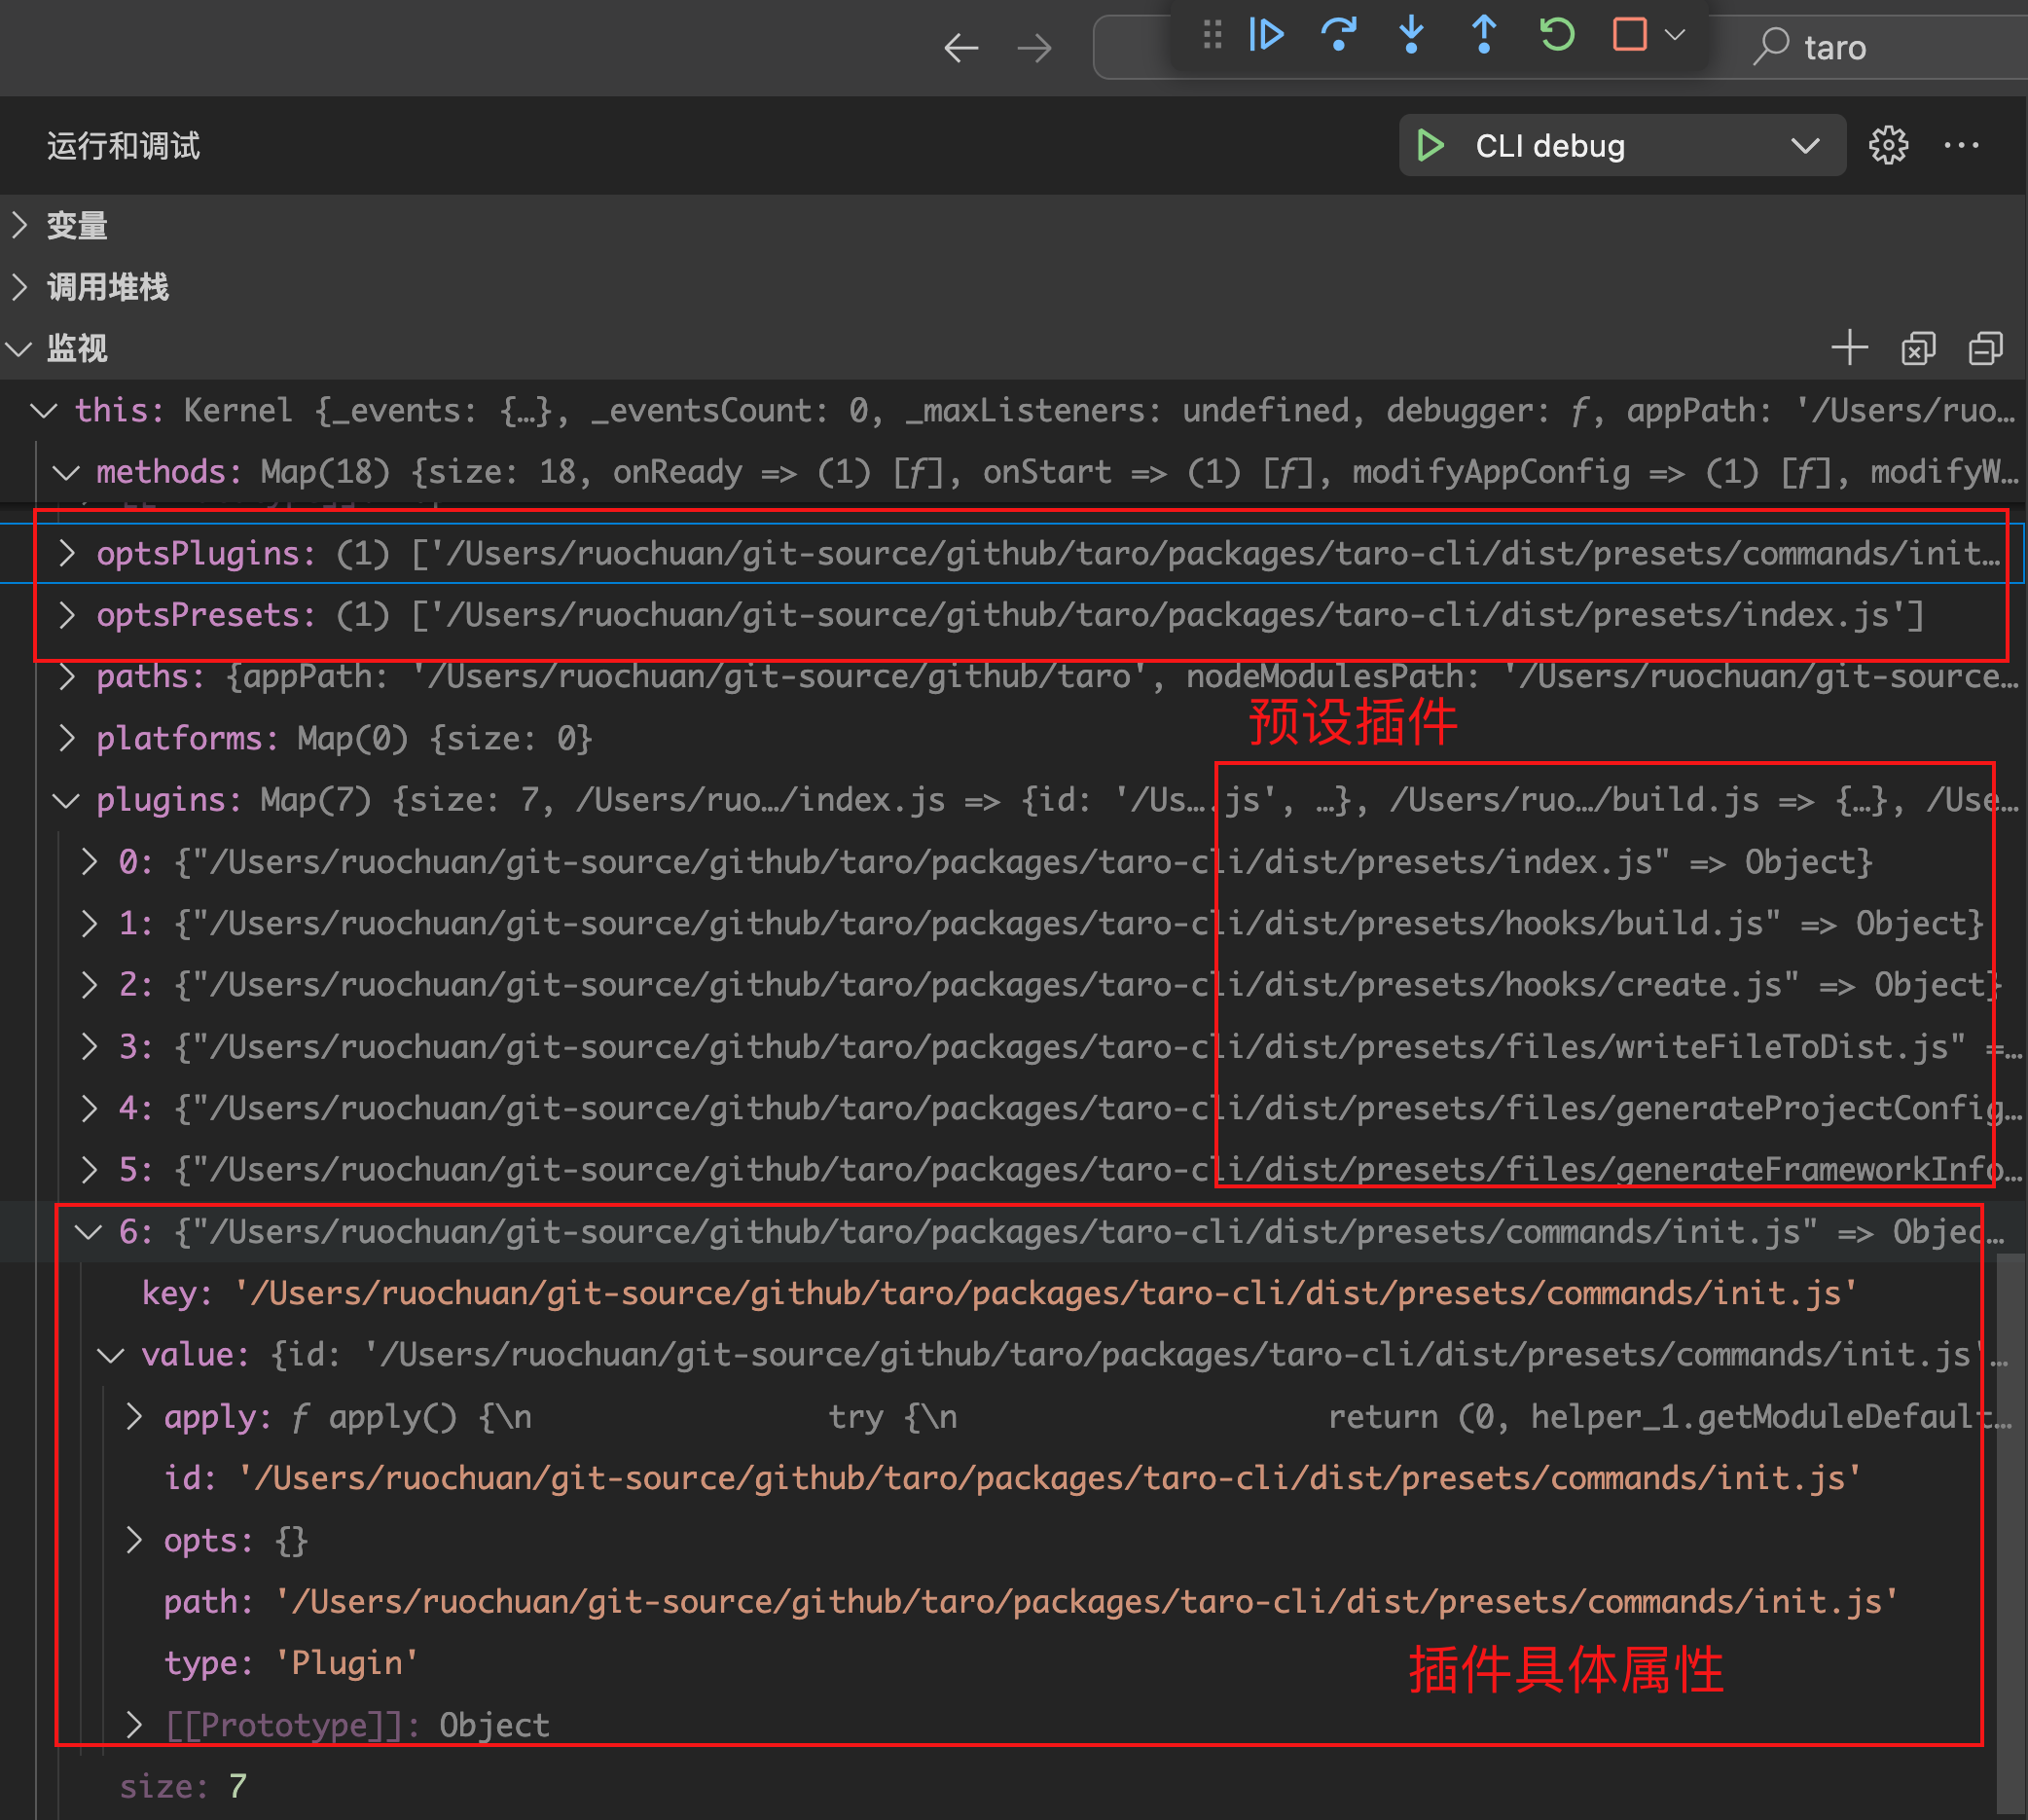 taro
运行和调试
CLI debug
变量
调用堆栈
监视
this: Kernel {_events: {…}, _eventsCount: 0, _maxListeners: undefined, debugger: ƒ, appPath: '/Users/ruo…
methods: Map(18) {size: 18, onReady => (1) [ƒ], onStart => (1) [ƒ], modifyAppConfig => (1) [ƒ], modifyW…
optsPlugins: (1) ['/Users/ruochuan/git-source/github/taro/packages/taro-cli/dist/presets/commands/init…
optsPresets: (1) ['/Users/ruochuan/git-source/github/taro/packages/taro-cli/dist/presets/index.js']
paths: {appPath: '/Users/ruochuan/git-source/github/taro', nodeModulesPath: '/Users/ruochuan/git-source…
预设插件
platforms: Map(0) {size: 0}
plugins: Map(7) {size: 7, /Users/ruo…/index.js => {id: '/Us….js', …}, /Users/ruo…/build.js => {…}, /Use…
0: {"/Users/ruochuan/git-source/github/taro/packages/taro-cli/dist/presets/index.js" => Object}
1: {"/Users/ruochuan/git-source/github/taro/packages/taro-cli/dist/presets/hooks/build.js" => Object}
2: {"/Users/ruochuan/git-source/github/taro/packages/taro-cli/dist/presets/hooks/create.js" => Object}
3: {"/Users/ruochuan/git-source/github/taro/packages/taro-cli/dist/presets/files/writeFileToDist.js" =…
4: {"/Users/ruochuan/git-source/github/taro/packages/taro-cli/dist/presets/files/generateProjectConfig…
5: {"/Users/ruochuan/git-source/github/taro/packages/taro-cli/dist/presets/files/generateFrameworkInfo…
6: {"/Users/ruochuan/git-source/github/taro/packages/taro-cli/dist/presets/commands/init.js" => Objec…
key: '/Users/ruochuan/git-source/github/taro/packages/taro-cli/dist/presets/commands/init.js'
value: {id: '/Users/ruochuan/git-source/github/taro/packages/taro-cli/dist/presets/commands/init.js'…
apply: ƒ apply() {\n                try {\n                    return (0, helper_1.getModuleDefault…
id: '/Users/ruochuan/git-source/github/taro/packages/taro-cli/dist/presets/commands/init.js'
opts: {}
path: '/Users/ruochuan/git-source/github/taro/packages/taro-cli/dist/presets/commands/init.js'
type: 'Plugin'
插件具体属性
[[Prototype]]: Object
size: 7